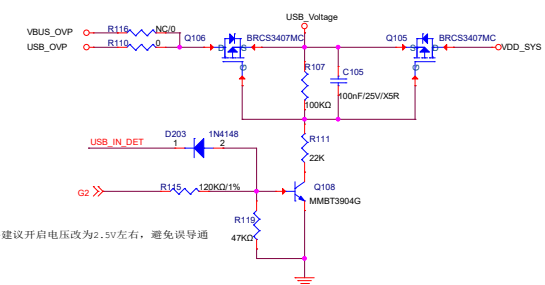 USB_Voltage
VBUS_OVP R116 NC/0
USB_OVP R110 0
Q106 BRCS3407MC
Q105 BRCS3407MC
VDD_SYS
D S G
S D G
R107
100KΩ
C105
100nF/25V/X5R
R111
22K
USB_IN_DET
D203 1N4148
1 2
G2 R115 120KΩ/1%
Q108
MMBT3904G
R119
47KΩ
建议开启电压改为2.5V左右，避免误导通